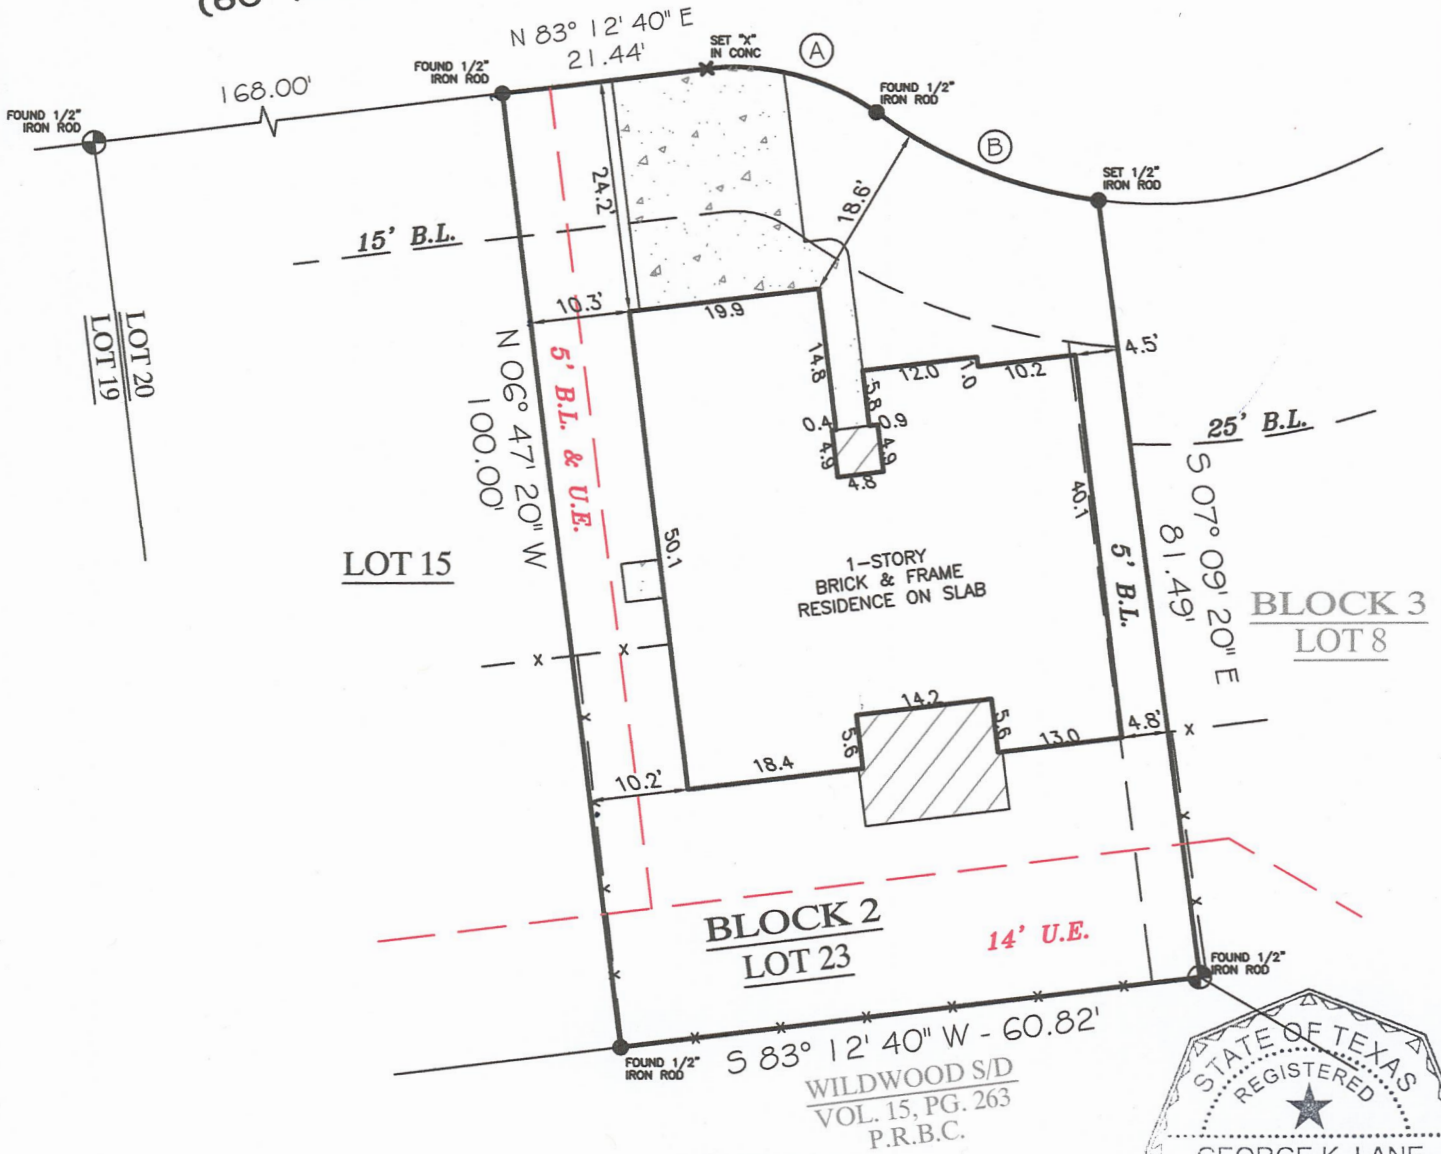 N 83° 12' 40" E
21.44'
SET "X"
IN CONC
A
FOUND 1/2"
IRON ROD
168.00'
FOUND 1/2"
IRON ROD
FOUND 1/2"
IRON ROD
B
SET 1/2"
IRON ROD
24.2'
18.6'
15' B.L.
10.3'
19.9
LOT 20
LOT 19
14.8
12.0
1.0
10.2
4.5'
5.8
0.4
0.9
4.9
4.9
4.8
25' B.L.
5' B.L. & U.E.
N 06° 47' 20" W
100.00'
50.1
40.1
S 07° 09' 20" E
81.49'
5' B.L.
LOT 15
1-STORY
BRICK & FRAME
RESIDENCE ON SLAB
BLOCK 3
LOT 8
14.2
5.6
5.6
18.4
13.0
4.8'
10.2'
BLOCK 2
LOT 23
14' U.E.
FOUND 1/2"
IRON ROD
S 83° 12' 40" W - 60.82'
FOUND 1/2"
IRON ROD
WILDWOOD S/D
VOL. 15, PG. 263
P.R.B.C.
STATE OF TEXAS
REGISTERED